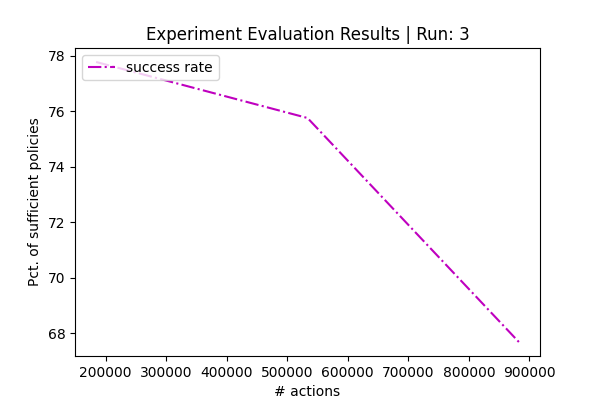 Experiment Evaluation Results | Run: 3
success rate
Pct. of sufficient policies
78
76
74
72
70
68
200000 300000 400000 500000 600000 700000 800000 900000
# actions